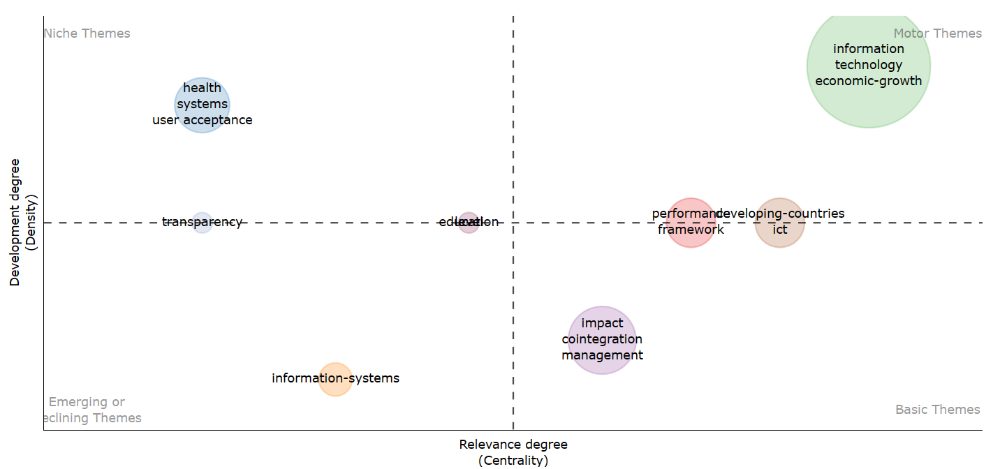 Niche Themes
Motor Themes
information
technology
economic-growth
health
systems
user acceptance
Development degree
(Density)
transparency
education
performance
framework
developing-countries
ict
impact
cointegration
management
information-systems
Emerging or
eclining Themes
Basic Themes
Relevance degree
(Centrality)